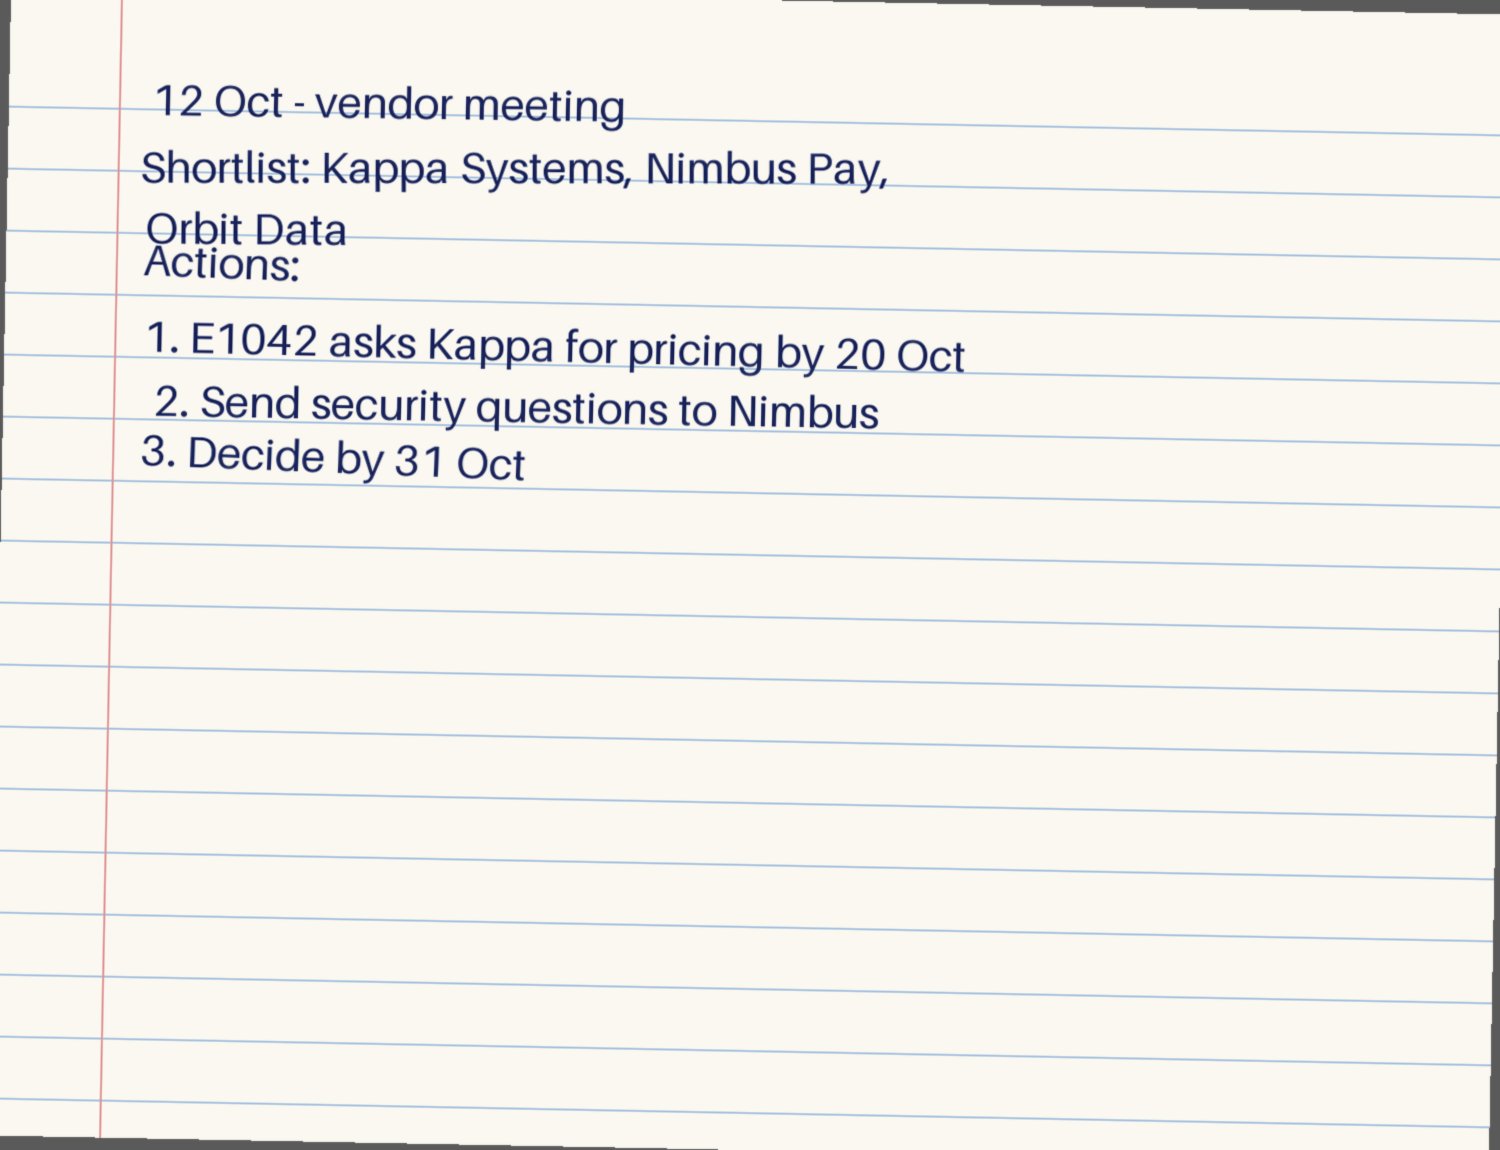 12 Oct - vendor meeting
Shortlist: Kappa Systems, Nimbus Pay,
Orbit Data
Actions:
1. E1042 asks Kappa for pricing by 20 Oct
2. Send security questions to Nimbus
3. Decide by 31 Oct